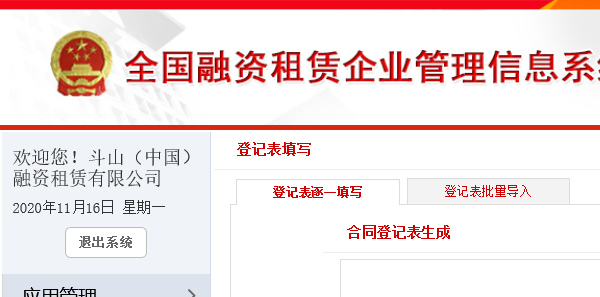 全国融资租赁企业管理信息系
欢迎您！斗山（中国）
融资租赁有限公司
2020年11月16日 星期一
退出系统
应用管理
登记表填写
登记表逐一填写
登记表批量导入
合同登记表生成